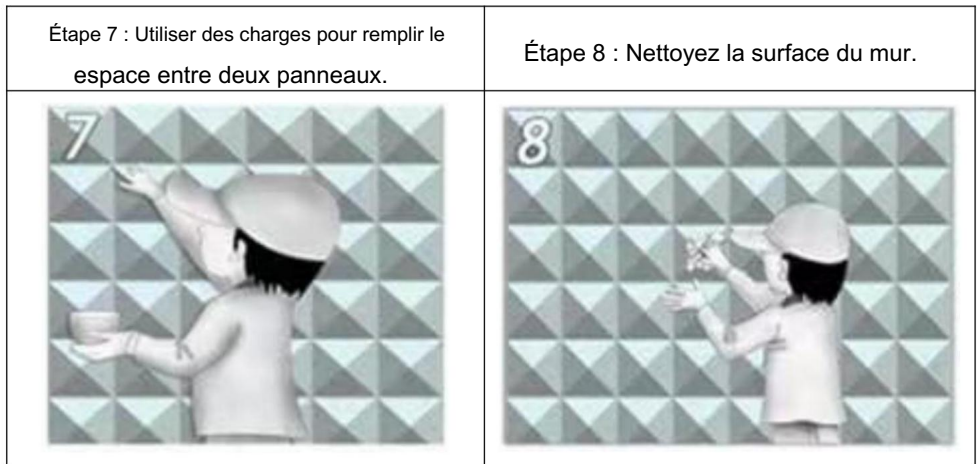 Étape 7 : Utiliser des charges pour remplir le
espace entre deux panneaux.
Étape 8 : Nettoyez la surface du mur.
7
8